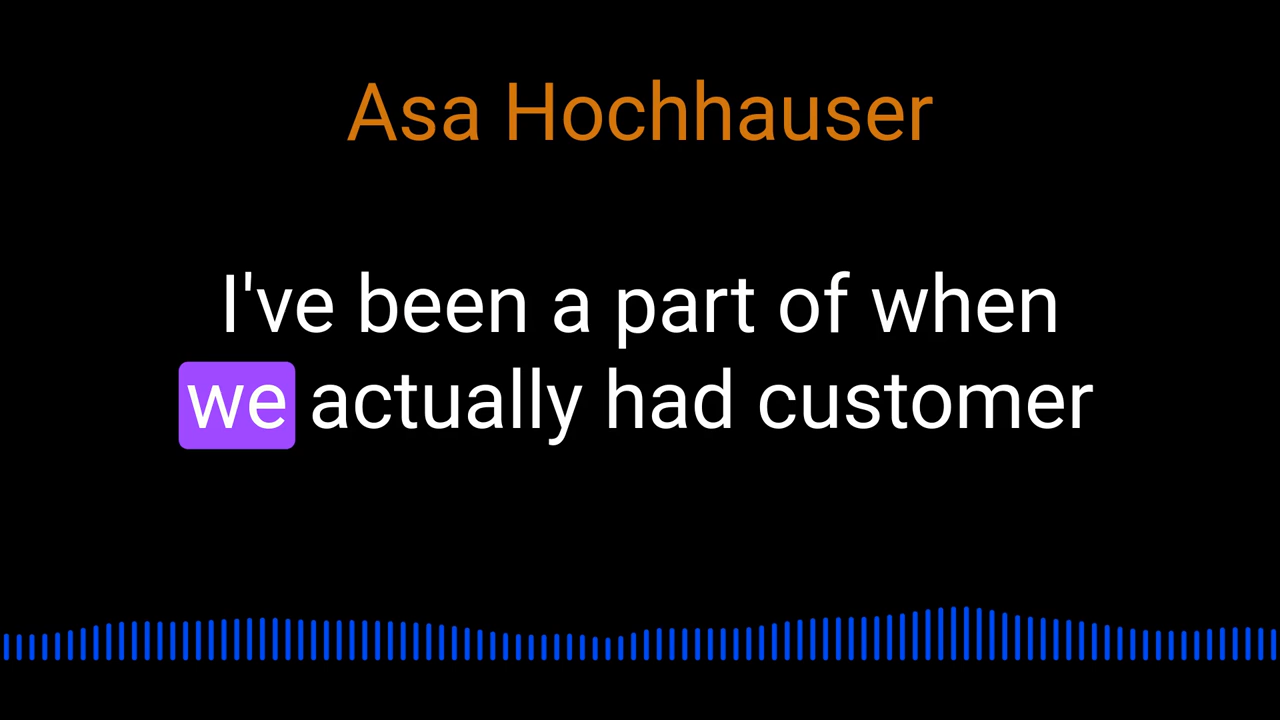 Asa Hochhauser
I've been a part of when
we actually had customer